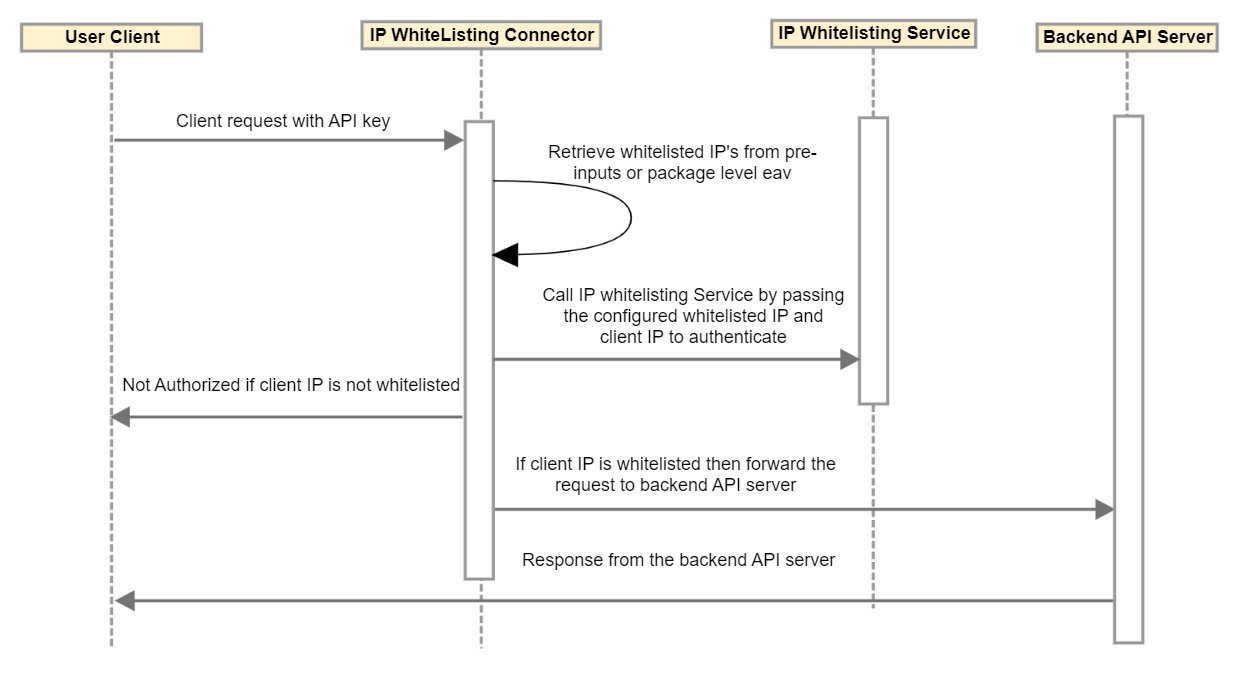 User Client
IP WhiteListing Connector
IP Whitelisting Service
Backend API Server
Client request with API key
Retrieve whitelisted IP's from pre-
inputs or package level eav
Call IP whitelisting Service by passing
the configured whitelisted IP and
client IP to authenticate
Not Authorized if client IP is not whitelisted
If client IP is whitelisted then forward the
request to backend API server
Response from the backend API server